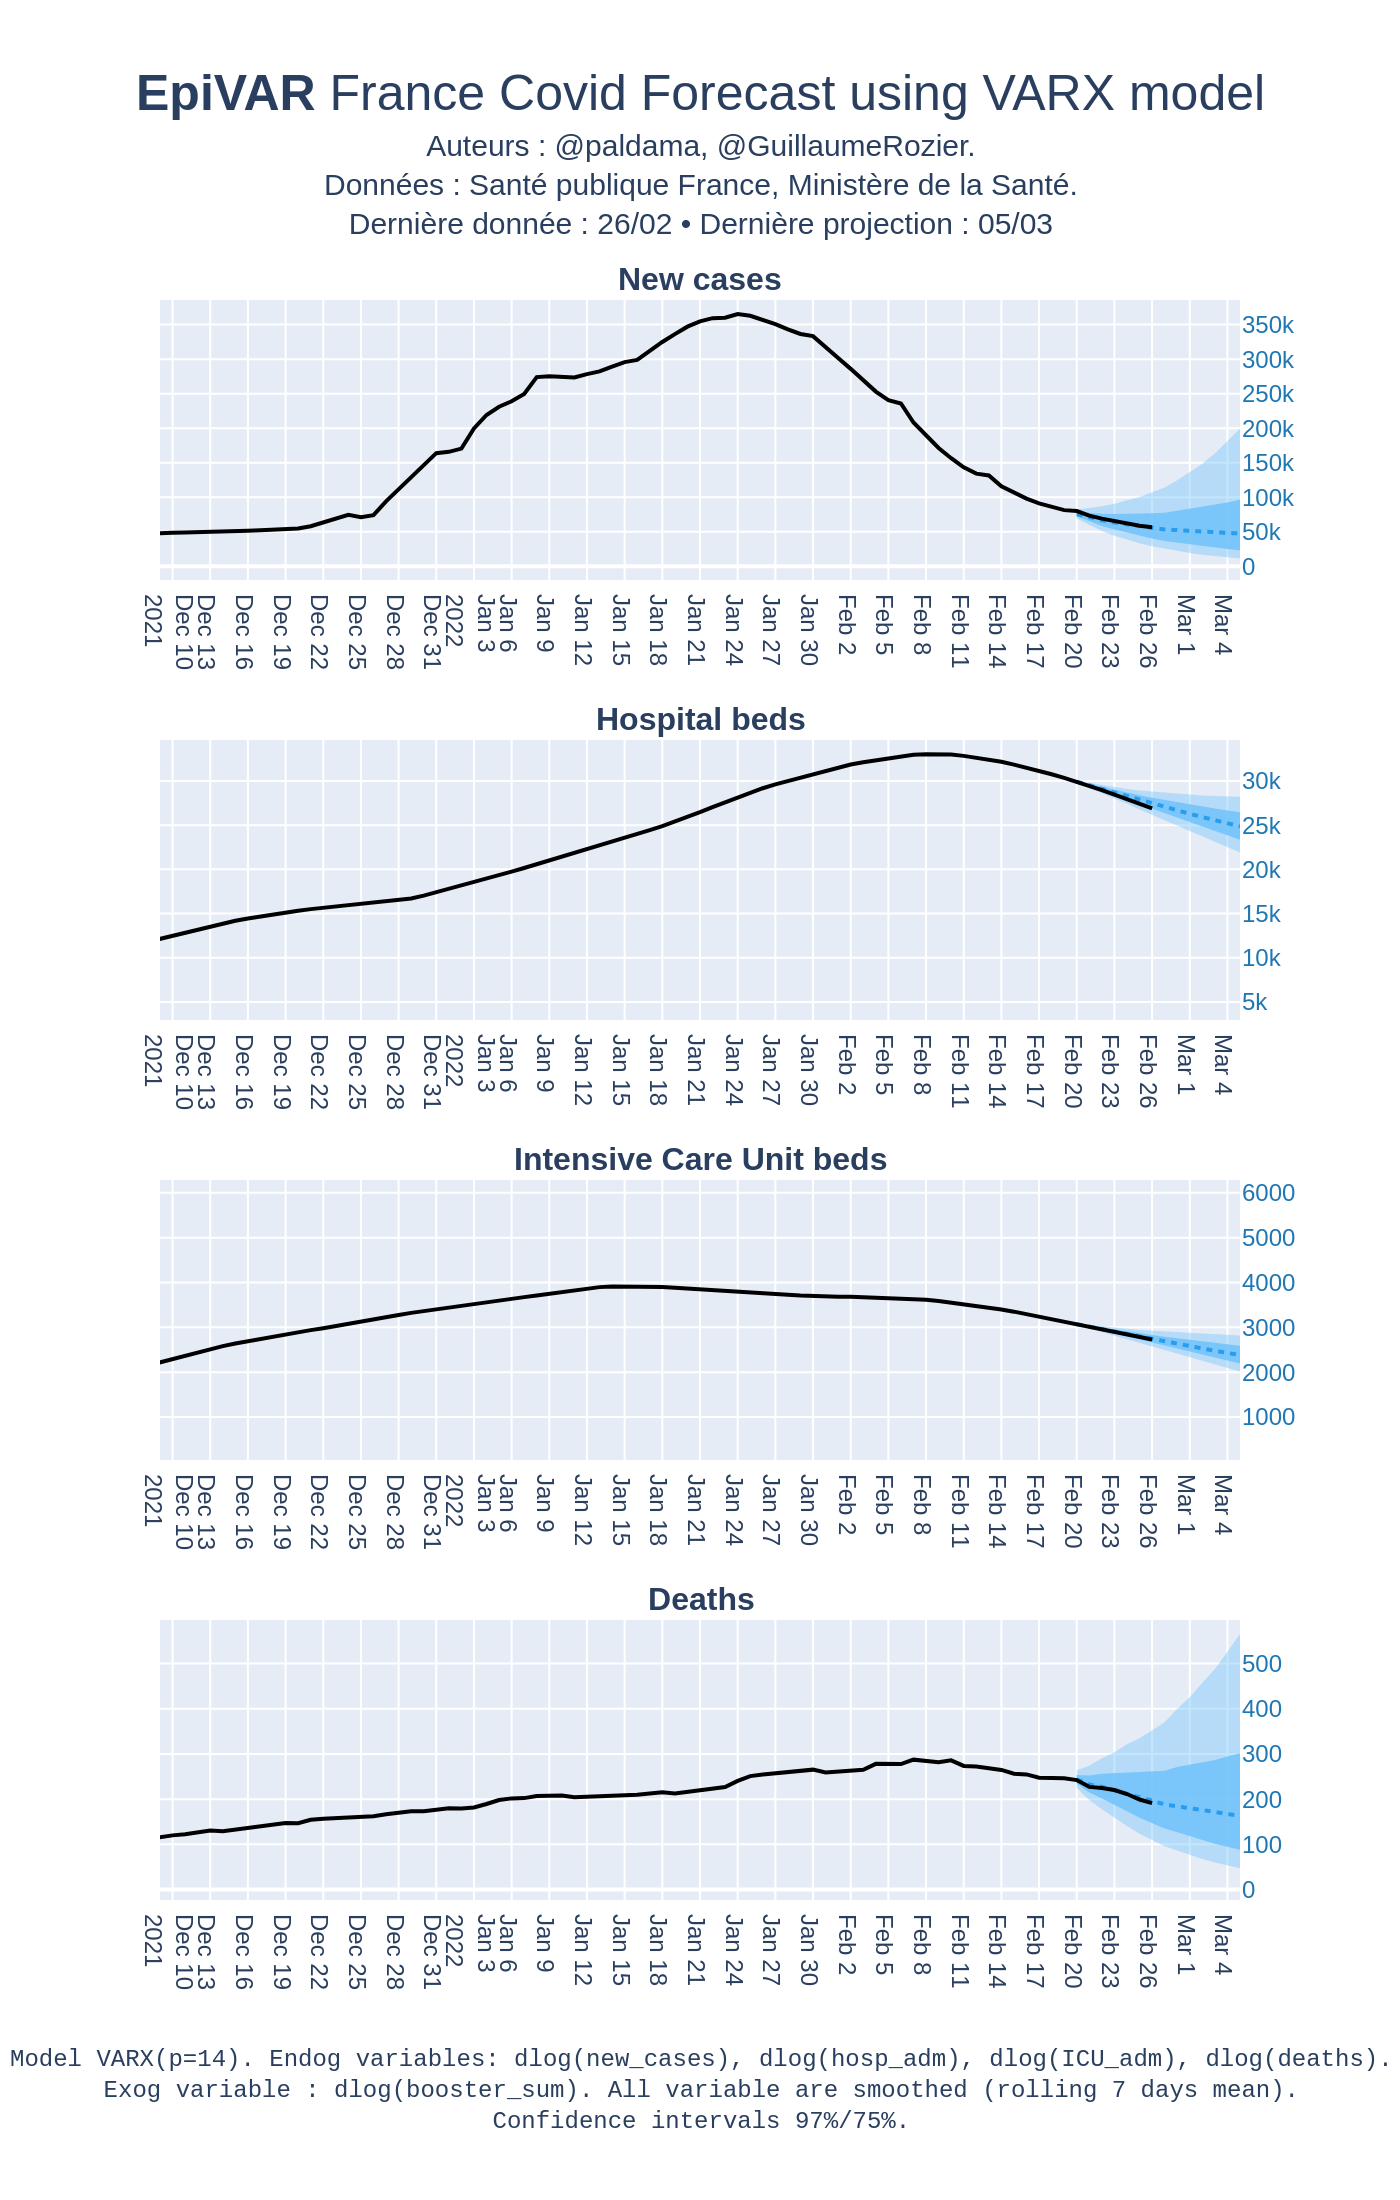 EpiVAR France Covid Forecast using VARX model
Auteurs : @paldama, @GuillaumeRozier.
Données : Santé publique France, Ministère de la Santé.
Dernière donnée : 26/02 • Dernière projection : 05/03
New cases
350k
300k
250k
200k
150k
100k
50k
0
2021 Dec 10 Dec 13 Dec 16 Dec 19 Dec 22 Dec 25 Dec 28 Dec 31 2022 Jan 3 Jan 6 Jan 9 Jan 12 Jan 15 Jan 18 Jan 21 Jan 24 Jan 27 Jan 30 Feb 2 Feb 5 Feb 8 Feb 11 Feb 14 Feb 17 Feb 20 Feb 23 Feb 26 Mar 1 Mar 4
Hospital beds
30k
25k
20k
15k
10k
5k
2021 Dec 10 Dec 13 Dec 16 Dec 19 Dec 22 Dec 25 Dec 28 Dec 31 2022 Jan 3 Jan 6 Jan 9 Jan 12 Jan 15 Jan 18 Jan 21 Jan 24 Jan 27 Jan 30 Feb 2 Feb 5 Feb 8 Feb 11 Feb 14 Feb 17 Feb 20 Feb 23 Feb 26 Mar 1 Mar 4
Intensive Care Unit beds
6000
5000
4000
3000
2000
1000
2021 Dec 10 Dec 13 Dec 16 Dec 19 Dec 22 Dec 25 Dec 28 Dec 31 2022 Jan 3 Jan 6 Jan 9 Jan 12 Jan 15 Jan 18 Jan 21 Jan 24 Jan 27 Jan 30 Feb 2 Feb 5 Feb 8 Feb 11 Feb 14 Feb 17 Feb 20 Feb 23 Feb 26 Mar 1 Mar 4
Deaths
500
400
300
200
100
0
2021 Dec 10 Dec 13 Dec 16 Dec 19 Dec 22 Dec 25 Dec 28 Dec 31 2022 Jan 3 Jan 6 Jan 9 Jan 12 Jan 15 Jan 18 Jan 21 Jan 24 Jan 27 Jan 30 Feb 2 Feb 5 Feb 8 Feb 11 Feb 14 Feb 17 Feb 20 Feb 23 Feb 26 Mar 1 Mar 4
Model VARX(p=14). Endog variables: dlog(new_cases), dlog(hosp_adm), dlog(ICU_adm), dlog(deaths).
Exog variable : dlog(booster_sum). All variable are smoothed (rolling 7 days mean).
Confidence intervals 97%/75%.